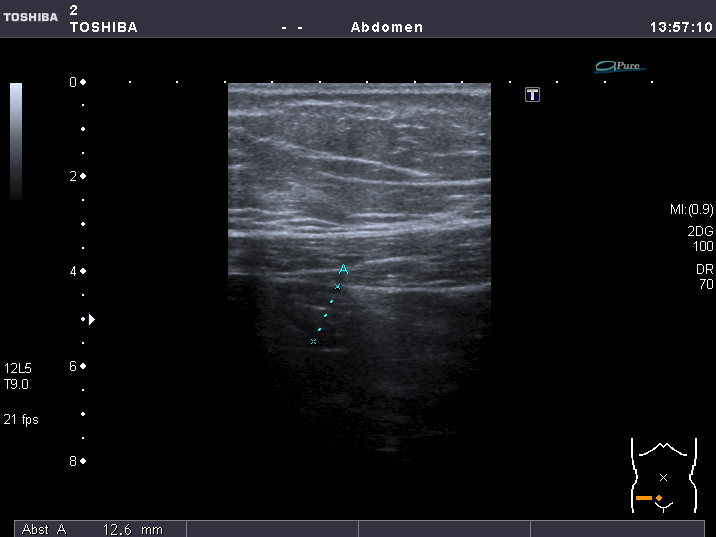 TOSHIBA
2
TOSHIBA - - Abdomen 13:57:10
aPure
T
0
2
4
6
8
A
MI:(0.9)
2DG
100
DR
70
12L5
T9.0
21 fps
Abst A 12.6 mm